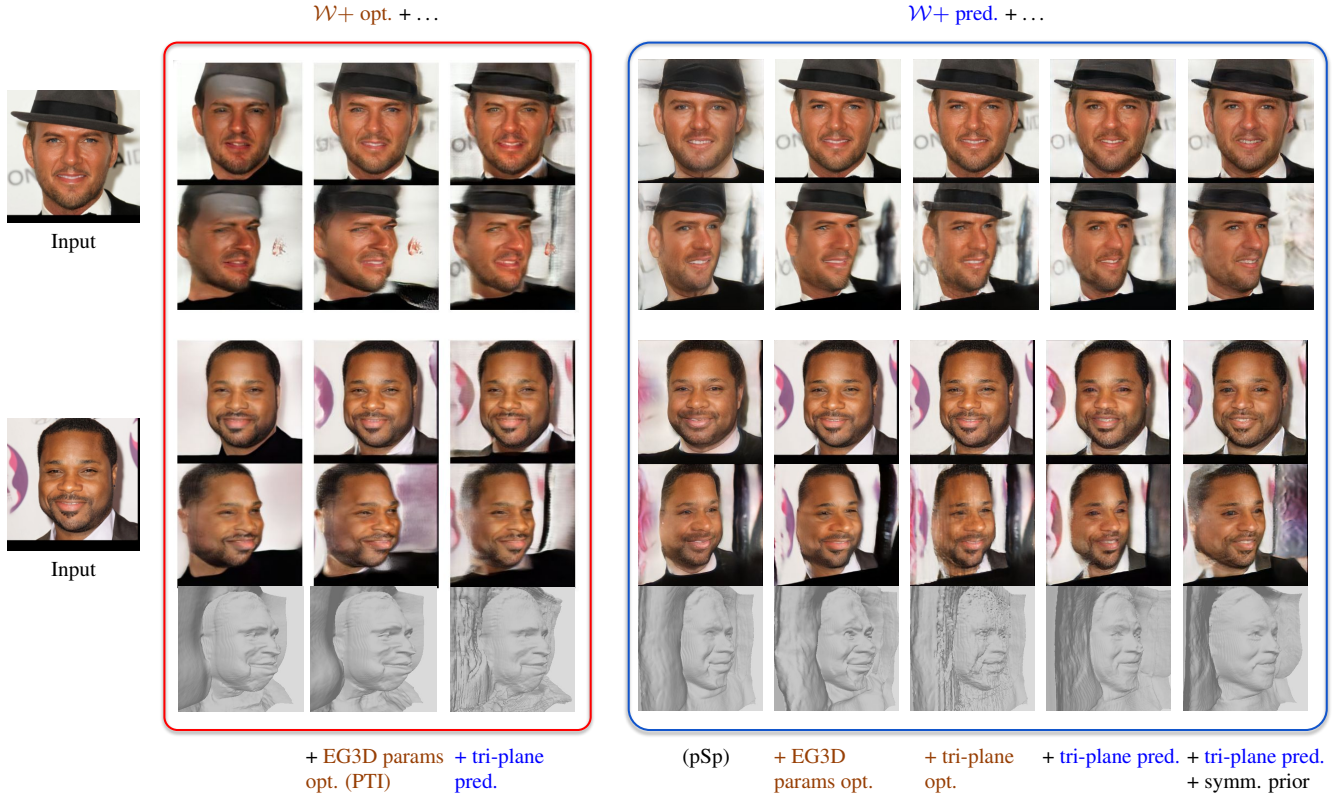 W+ opt. + …
W+ pred. + …
Input
Input
+ EG3D params
opt. (PTI)
+ tri-plane
pred.
(pSp)
+ EG3D
params opt.
+ tri-plane
opt.
+ tri-plane pred.
+ tri-plane pred.
+ symm. prior